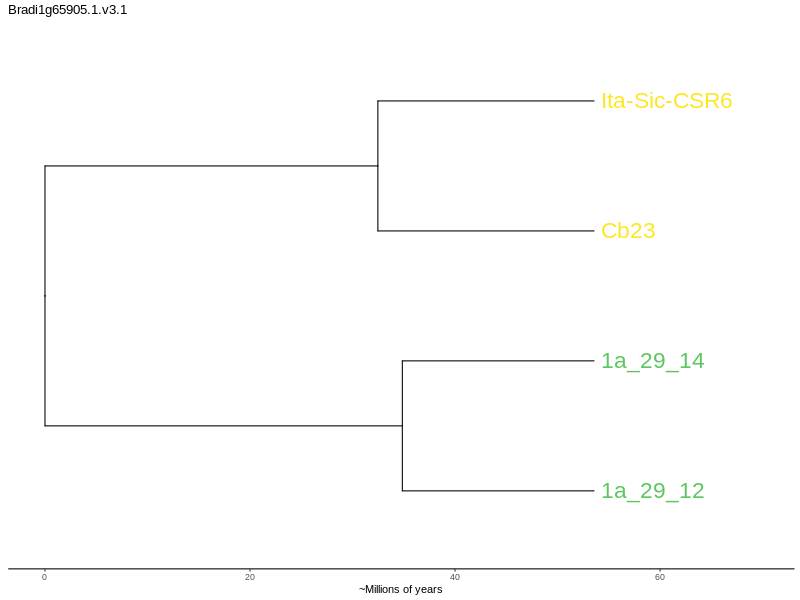 Bradi1g65905.1.v3.1
Ita-Sic-CSR6
Cb23
1a_29_14
1a_29_12
0 20 40 60
~Millions of years